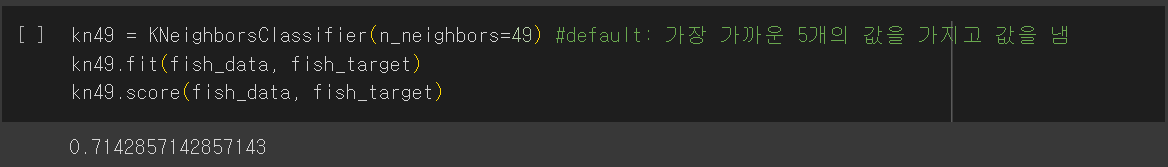 [ ] kn49 = KNeighborsClassifier(n_neighbors=49) #default: 가장 가까운 5개의 값을 가지고 값을 냄
kn49.fit(fish_data, fish_target)
kn49.score(fish_data, fish_target)
0.7142857142857143